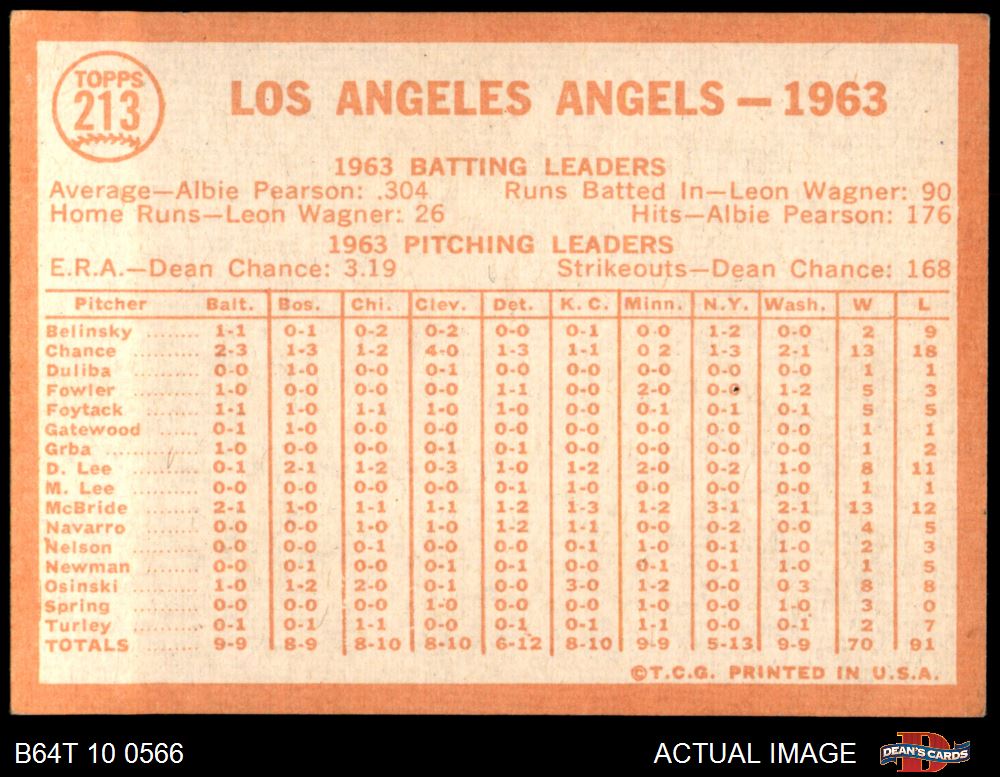 TOPPS
213
LOS ANGELES ANGELS — 1963
1963 BATTING LEADERS
Average—Albie Pearson: .304 Runs Batted In—Leon Wagner: 90
Home Runs—Leon Wagner: 26 Hits—Albie Pearson: 176
1963 PITCHING LEADERS
E.R.A.—Dean Chance: 3.19 Strikeouts—Dean Chance: 168
Pitcher Balt. Bos. Chi. Clev. Det. K.C. Minn. N.Y. Wash. W L
Belinsky ........ 1-1 0-1 0-2 0-2 0-0 0-1 0-0 1-2 0-0 2 9
Chance ......... 2-3 1-3 1-2 4-0 1-3 1-1 0 2 1-3 2-1 13 18
Duliba .......... 0-0 1-0 0-0 0-1 0-0 0-0 0-0 0-0 0-0 1 1
Fowler .......... 1-0 0-0 0-0 0-0 1-1 0-0 2-0 0-0 1-2 5 3
Foytack ........ 1-1 1-0 1-1 1-0 1-0 0-0 0-1 0-1 0-1 5 5
Gatewood ...... 0-1 1-0 0-0 0-0 0-0 0-0 0-0 0-0 0-0 1 1
Grba ............. 1-0 0-0 0-0 0-1 0-1 0-0 0-0 0-0 0-0 1 2
D. Lee .......... 0-1 2-1 1-2 0-3 1-0 1-2 2-0 0-2 1-0 8 11
M. Lee .......... 0-0 0-0 0-0 0-0 0-1 1-0 0-0 0-0 0-0 1 1
McBride ........ 2-1 1-0 1-1 1-1 1-2 1-3 1-2 3-1 2-1 13 12
Navarro ........ 0-0 0-0 1-0 1-0 1-2 1-1 0-0 0-2 0-0 4 5
Nelson .......... 0-0 0-0 0-1 0-0 0-0 0-1 1-0 0-1 1-0 2 3
Newman ........ 0-0 0-1 0-0 0-1 0-0 0-0 0-1 0-1 1-0 1 5
Osinski ......... 1-0 1-2 2-0 0-1 0-0 3-0 1-2 0-0 0 3 8 8
Spring .......... 0-0 0-0 0-0 1-0 0-0 0-0 1-0 0-0 1-0 3 0
Turley .......... 0-1 0-1 1-1 0-0 0-1 0-1 1-1 0-0 0-1 2 7
TOTALS 9-9 8-9 8-10 8-10 6-12 8-10 9-9 5-13 9-9 70 91
©T.C.G. PRINTED IN U.S.A.
B64T 10 0566 ACTUAL IMAGE DEAN'S CARDS